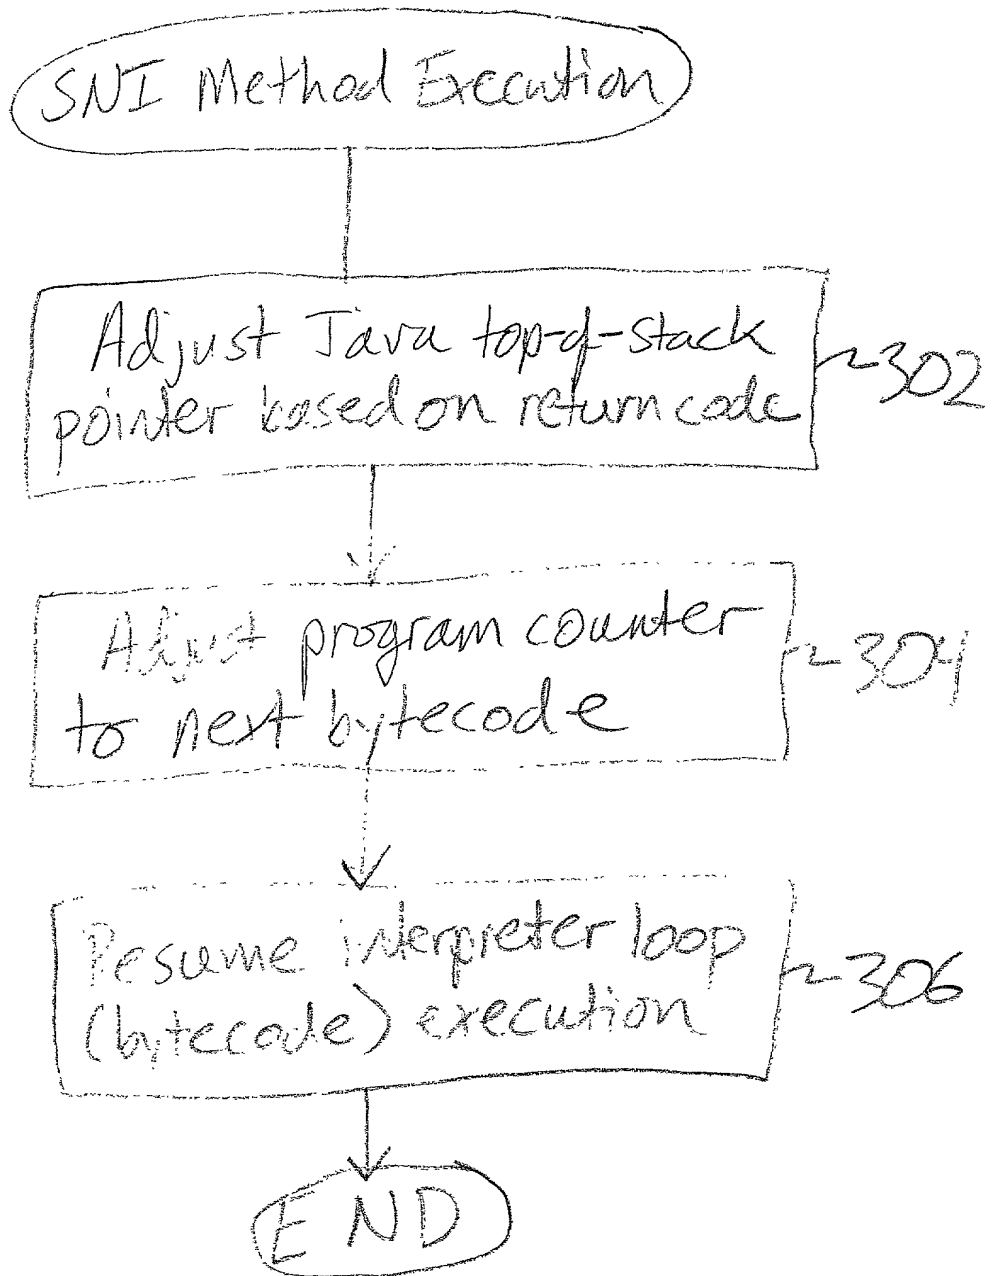 SNI Method Execution
Adjust Java top-of-stack
pointer based on return code
302
Adjust program counter
to next bytecode
304
Resume interpreter loop
(bytecode) execution
306
END